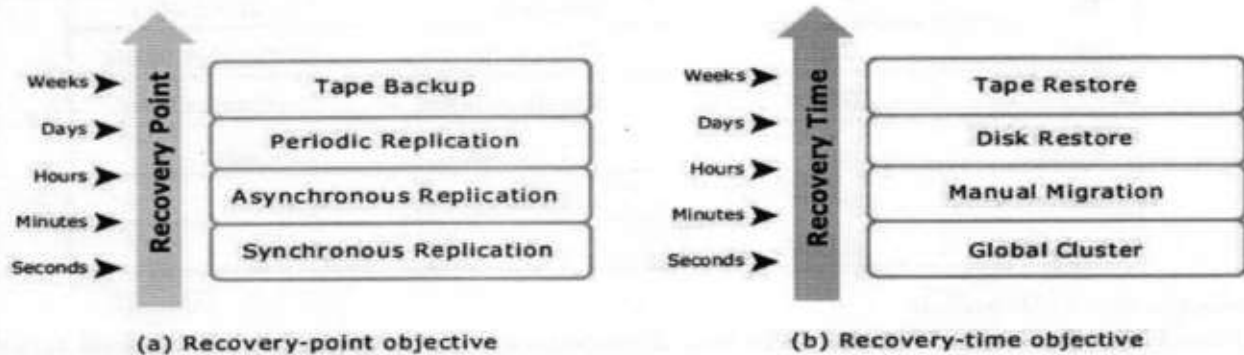 Weeks
Days
Hours
Minutes
Seconds
Recovery Point
Tape Backup
Periodic Replication
Asynchronous Replication
Synchronous Replication
(a) Recovery-point objective
Weeks
Days
Hours
Minutes
Seconds
Recovery Time
Tape Restore
Disk Restore
Manual Migration
Global Cluster
(b) Recovery-time objective